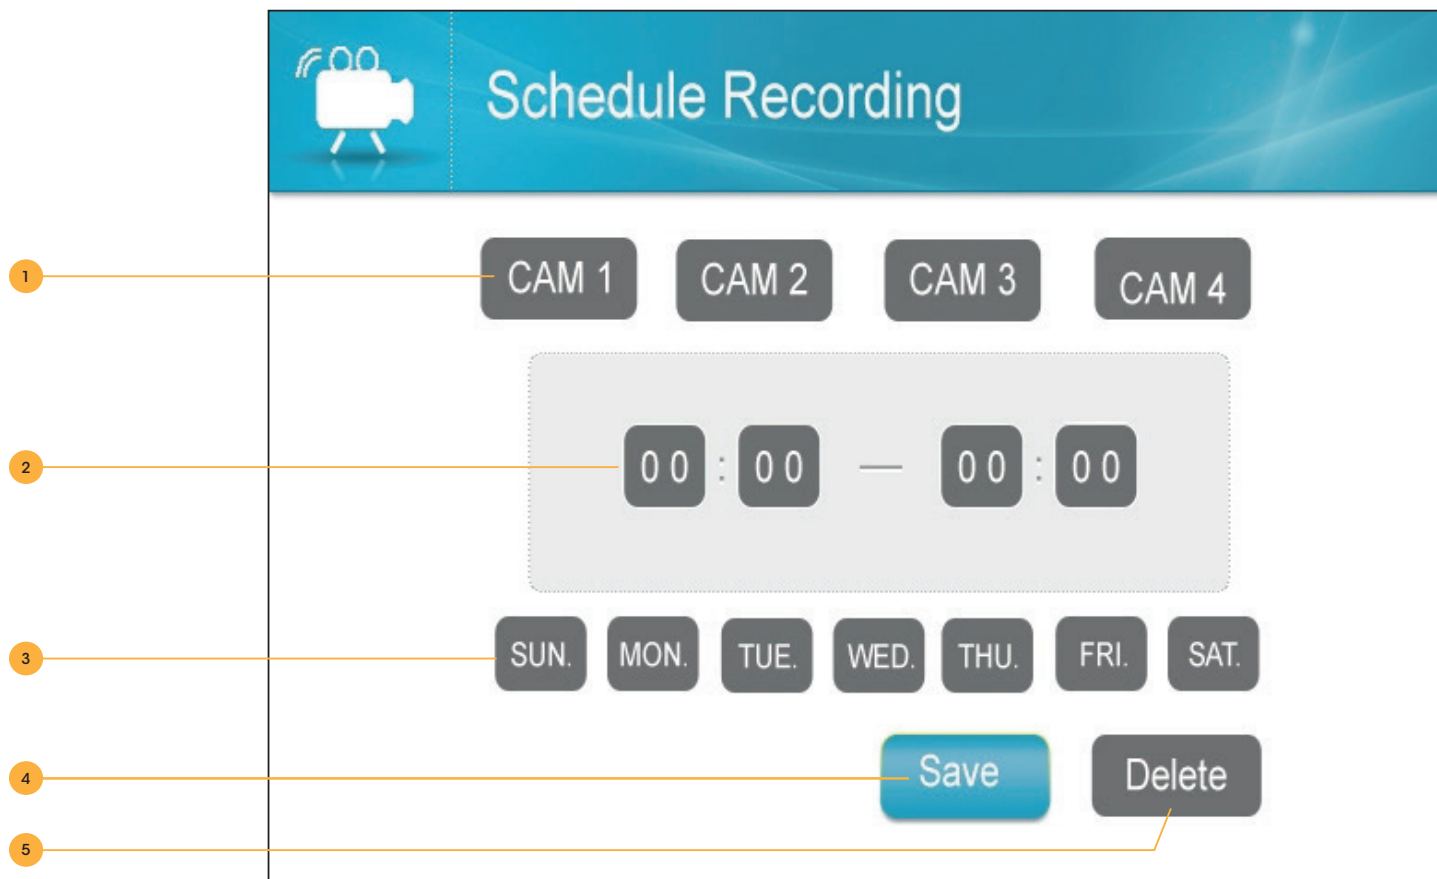 Schedule Recording
1 CAM 1 CAM 2 CAM 3 CAM 4
2 00 : 00 — 00 : 00
3 SUN. MON. TUE. WED. THU. FRI. SAT.
4 Save Delete
5